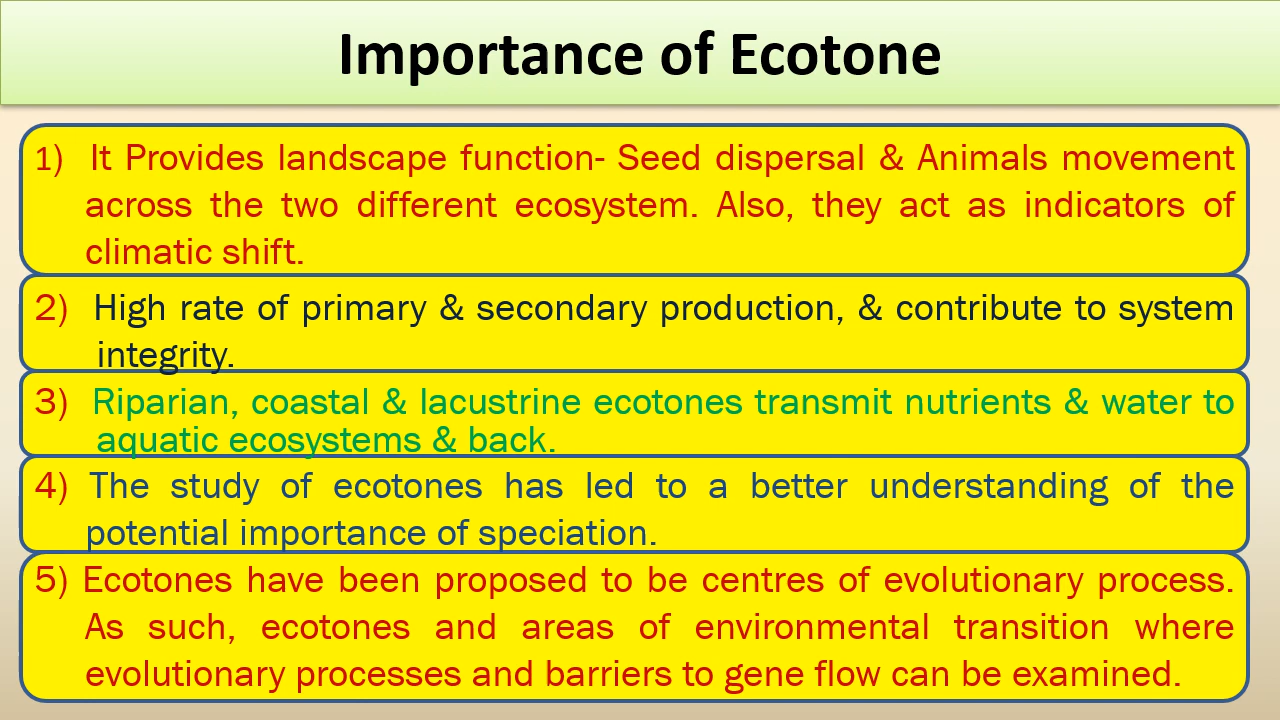 Importance of Ecotone
1) It Provides landscape function- Seed dispersal & Animals movement
across the two different ecosystem. Also, they act as indicators of
climatic shift.
2) High rate of primary & secondary production, & contribute to system
integrity.
3) Riparian, coastal & lacustrine ecotones transmit nutrients & water to
aquatic ecosystems & back.
4) The study of ecotones has led to a better understanding of the
potential importance of speciation.
5) Ecotones have been proposed to be centres of evolutionary process.
As such, ecotones and areas of environmental transition where
evolutionary processes and barriers to gene flow can be examined.